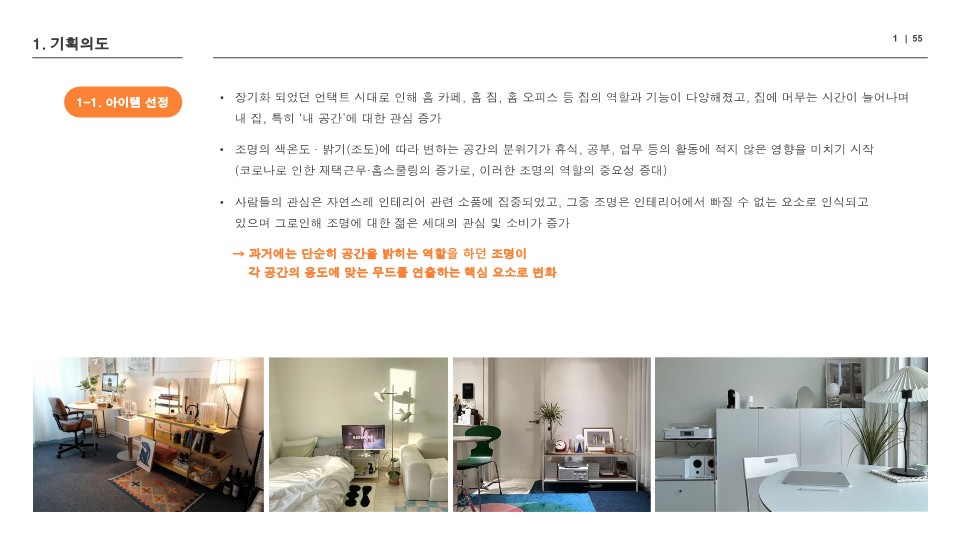 1. 기획의도
1 | 55
1-1. 아이템 선정
• 장기화 되었던 언택트 시대로 인해 홈 카페, 홈 짐, 홈 오피스 등 집의 역할과 기능이 다양해졌고, 집에 머무는 시간이 늘어나며
내 집, 특히 ‘내 공간’에 대한 관심 증가
• 조명의 색온도 · 밝기(조도)에 따라 변하는 공간의 분위기가 휴식, 공부, 업무 등의 활동에 적지 않은 영향을 미치기 시작
(코로나로 인한 재택근무·홈스쿨링의 증가로, 이러한 조명의 역할의 중요성 증대)
• 사람들의 관심은 자연스레 인테리어 관련 소품에 집중되었고, 그중 조명은 인테리어에서 빠질 수 없는 요소로 인식되고
있으며 그로인해 조명에 대한 젊은 세대의 관심 및 소비가 증가
→ 과거에는 단순히 공간을 밝히는 역할을 하던 조명이
각 공간의 용도에 맞는 무드를 연출하는 핵심 요소로 변화